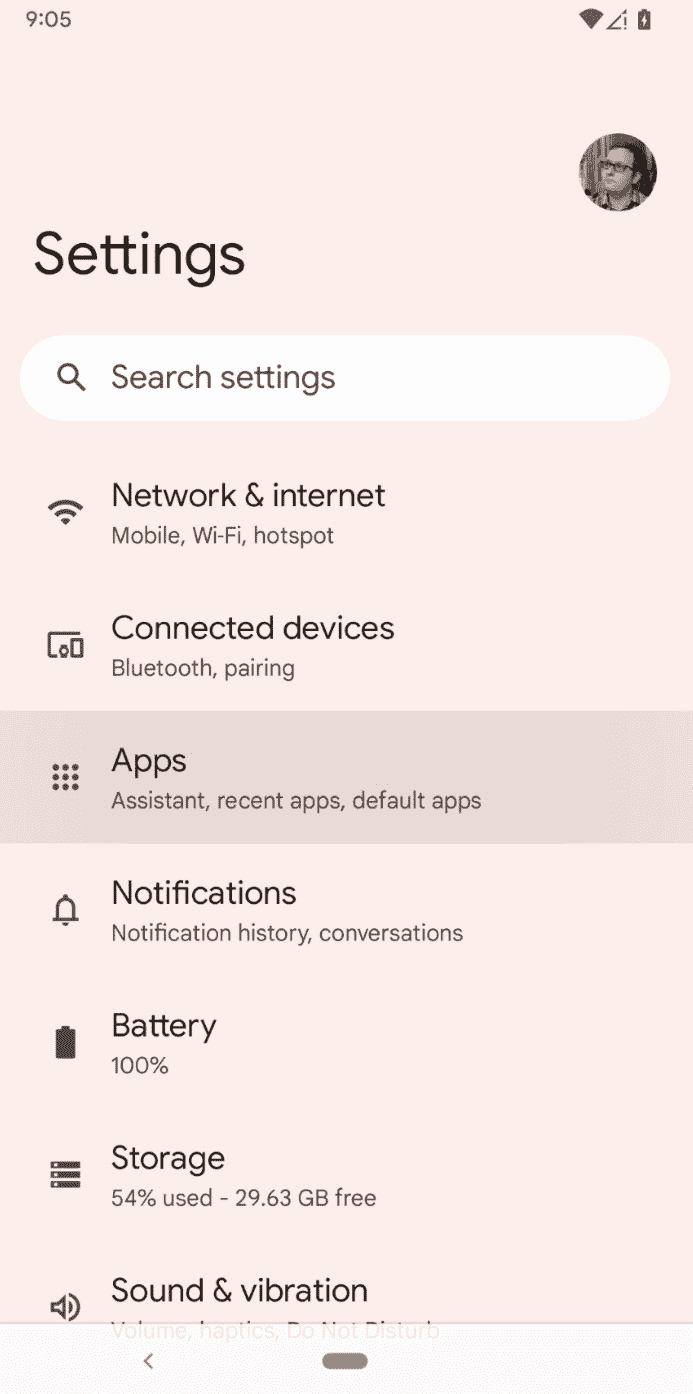 9:05
Settings
Search settings
Network & internet
Mobile, Wi-Fi, hotspot
Connected devices
Bluetooth, pairing
Apps
Assistant, recent apps, default apps
Notifications
Notification history, conversations
Battery
100%
Storage
54% used - 29.63 GB free
Sound & vibration
Volume, haptics, Do Not Disturb